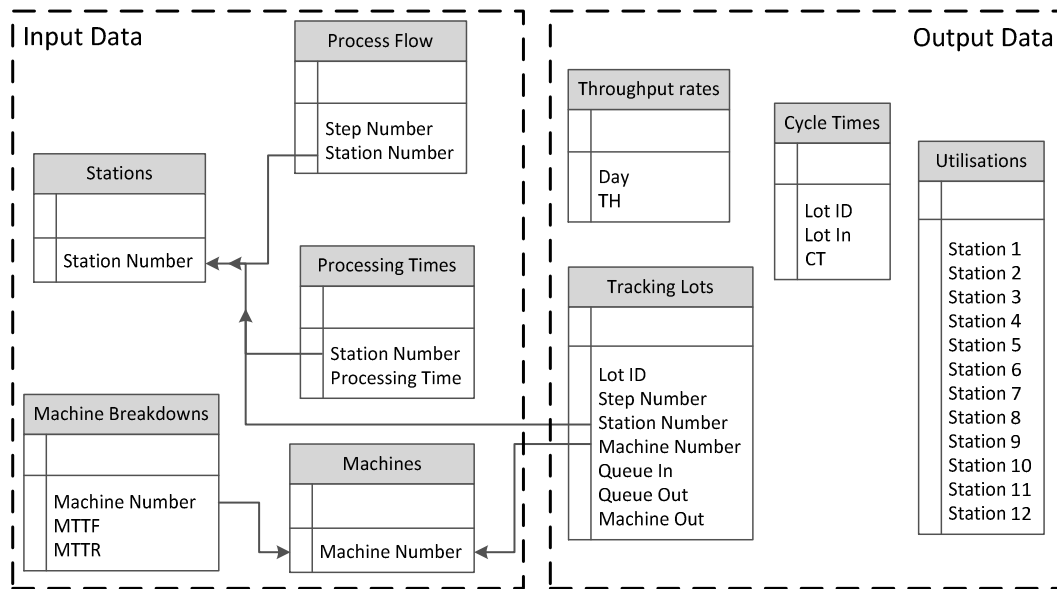 Input Data
Process Flow
Step Number
Station Number
Stations
Station Number
Processing Times
Station Number
Processing Time
Machine Breakdowns
Machine Number
MTTF
MTTR
Machines
Machine Number
Output Data
Throughput rates
Day
TH
Cycle Times
Lot ID
Lot In
CT
Utilisations
Station 1
Station 2
Station 3
Station 4
Station 5
Station 6
Station 7
Station 8
Station 9
Station 10
Station 11
Station 12
Tracking Lots
Lot ID
Step Number
Station Number
Machine Number
Queue In
Queue Out
Machine Out